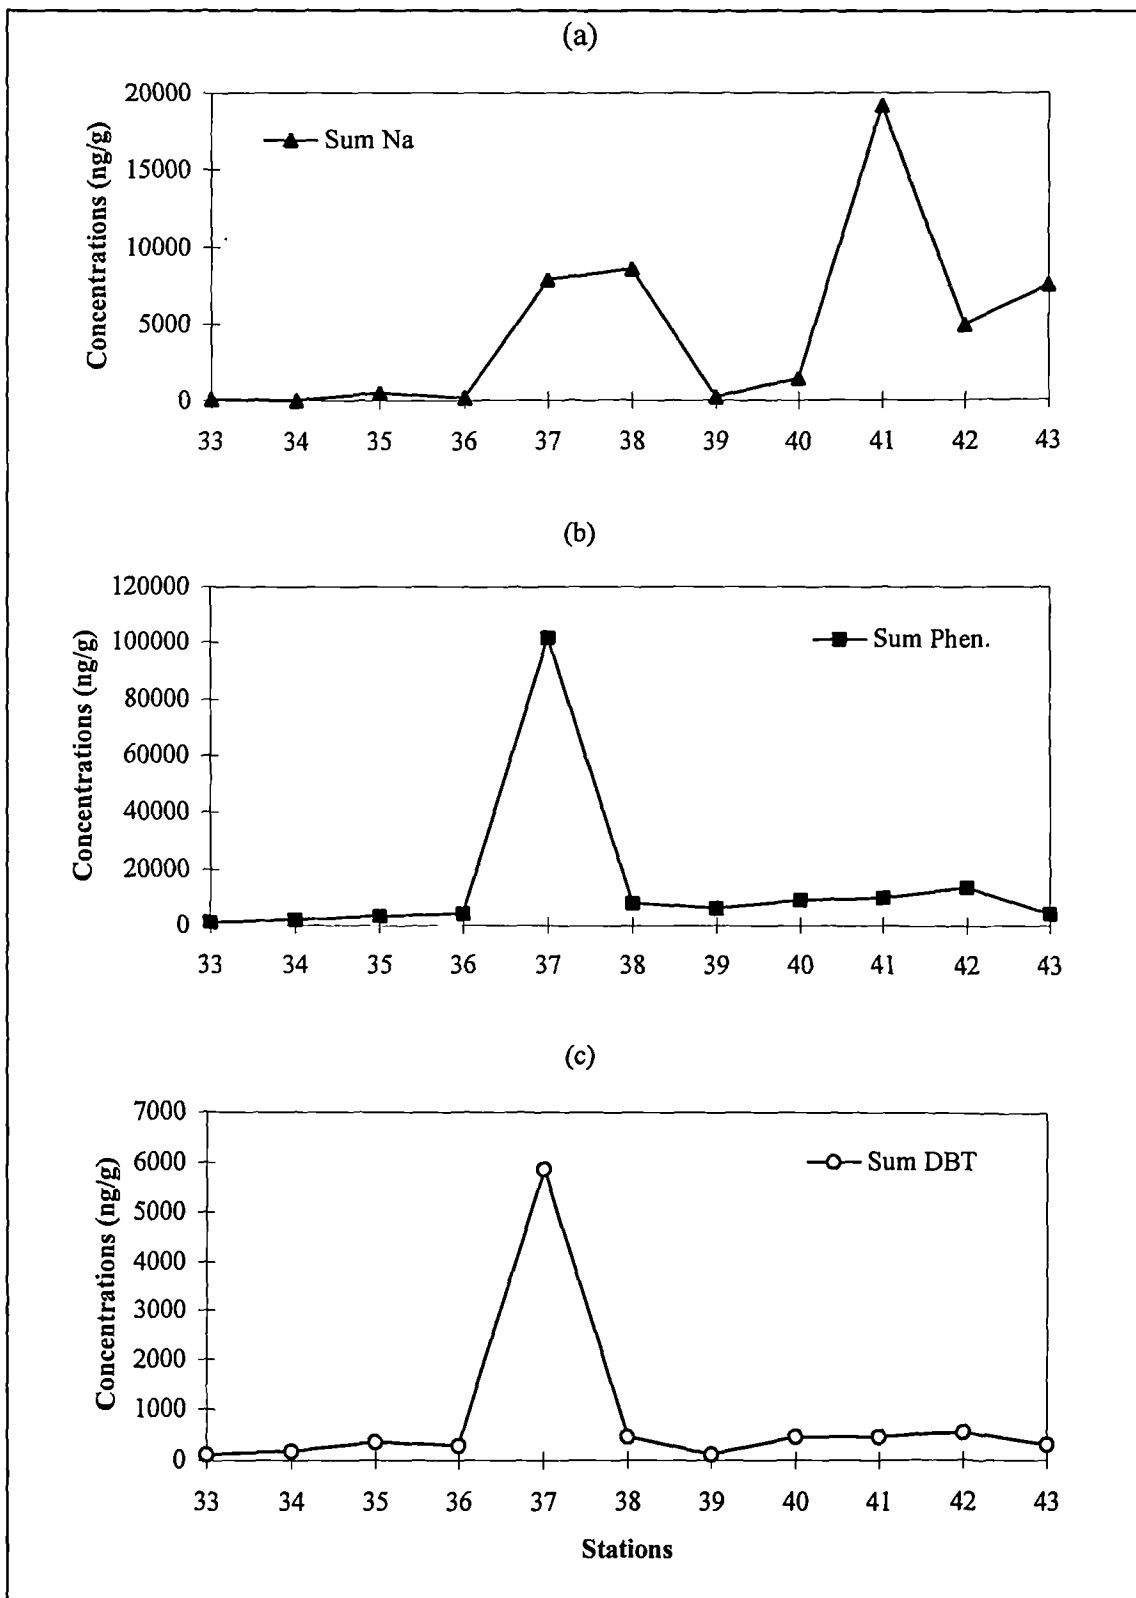 (a)
Concentrations (ng/g)
20000
15000
10000
5000
0
Sum Na
33 34 35 36 37 38 39 40 41 42 43
(b)
Concentrations (ng/g)
120000
100000
80000
60000
40000
20000
0
Sum Phen.
33 34 35 36 37 38 39 40 41 42 43
(c)
Concentrations (ng/g)
7000
6000
5000
4000
3000
2000
1000
0
Sum DBT
33 34 35 36 37 38 39 40 41 42 43
Stations